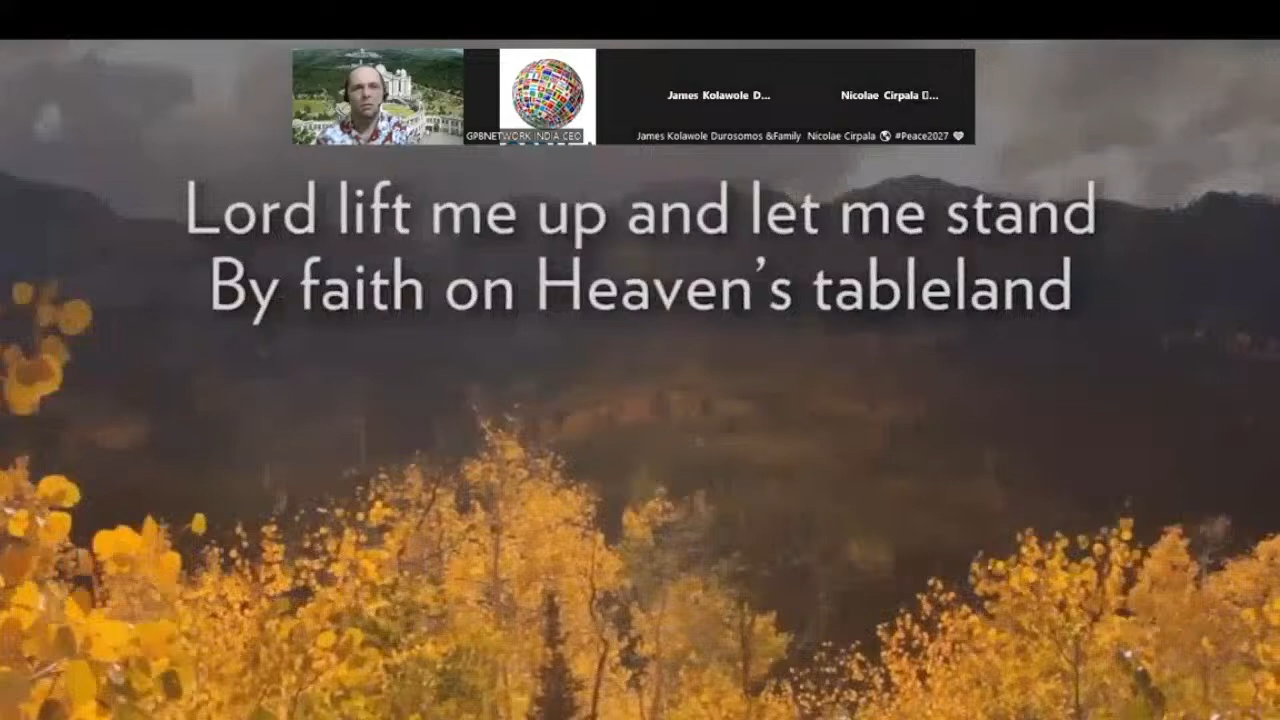 James Kolawole D...
Nicolae Cirpala ▯...
GPBNETWORK INDIA CEO
James Kolawole Durosomos &Family
Nicolae Cirpala 🌎 #Peace2027 🤍
Lord lift me up and let me stand
By faith on Heaven’s tableland